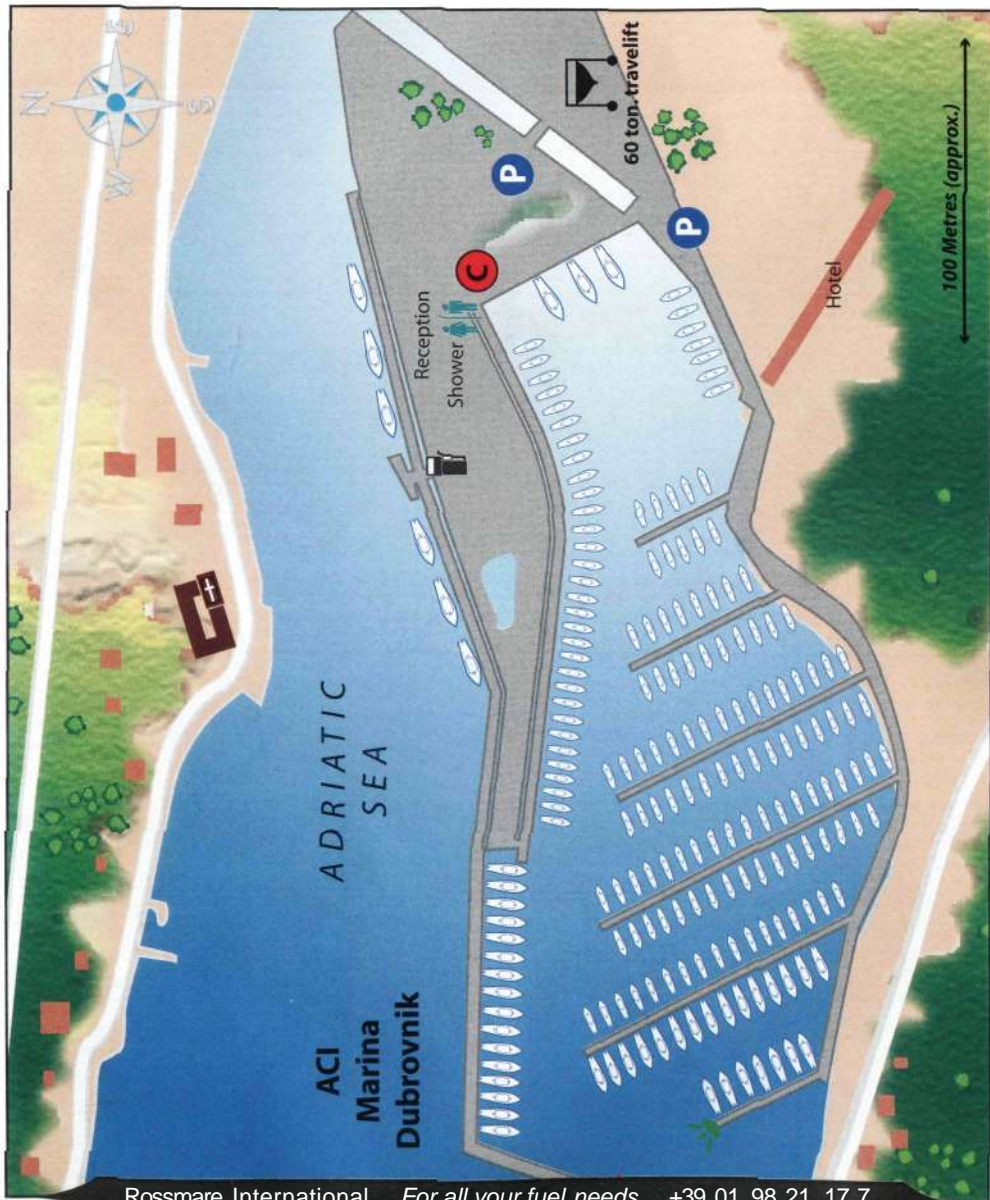 N
E
S
W
60 ton. travelift
P
P
C
Reception
Shower
Hotel
100 Metres (approx.)
ADRIATIC
SEA
ACI
Marina
Dubrovnik
Rossmare International For all your fuel needs +39 01 98 21 17 7